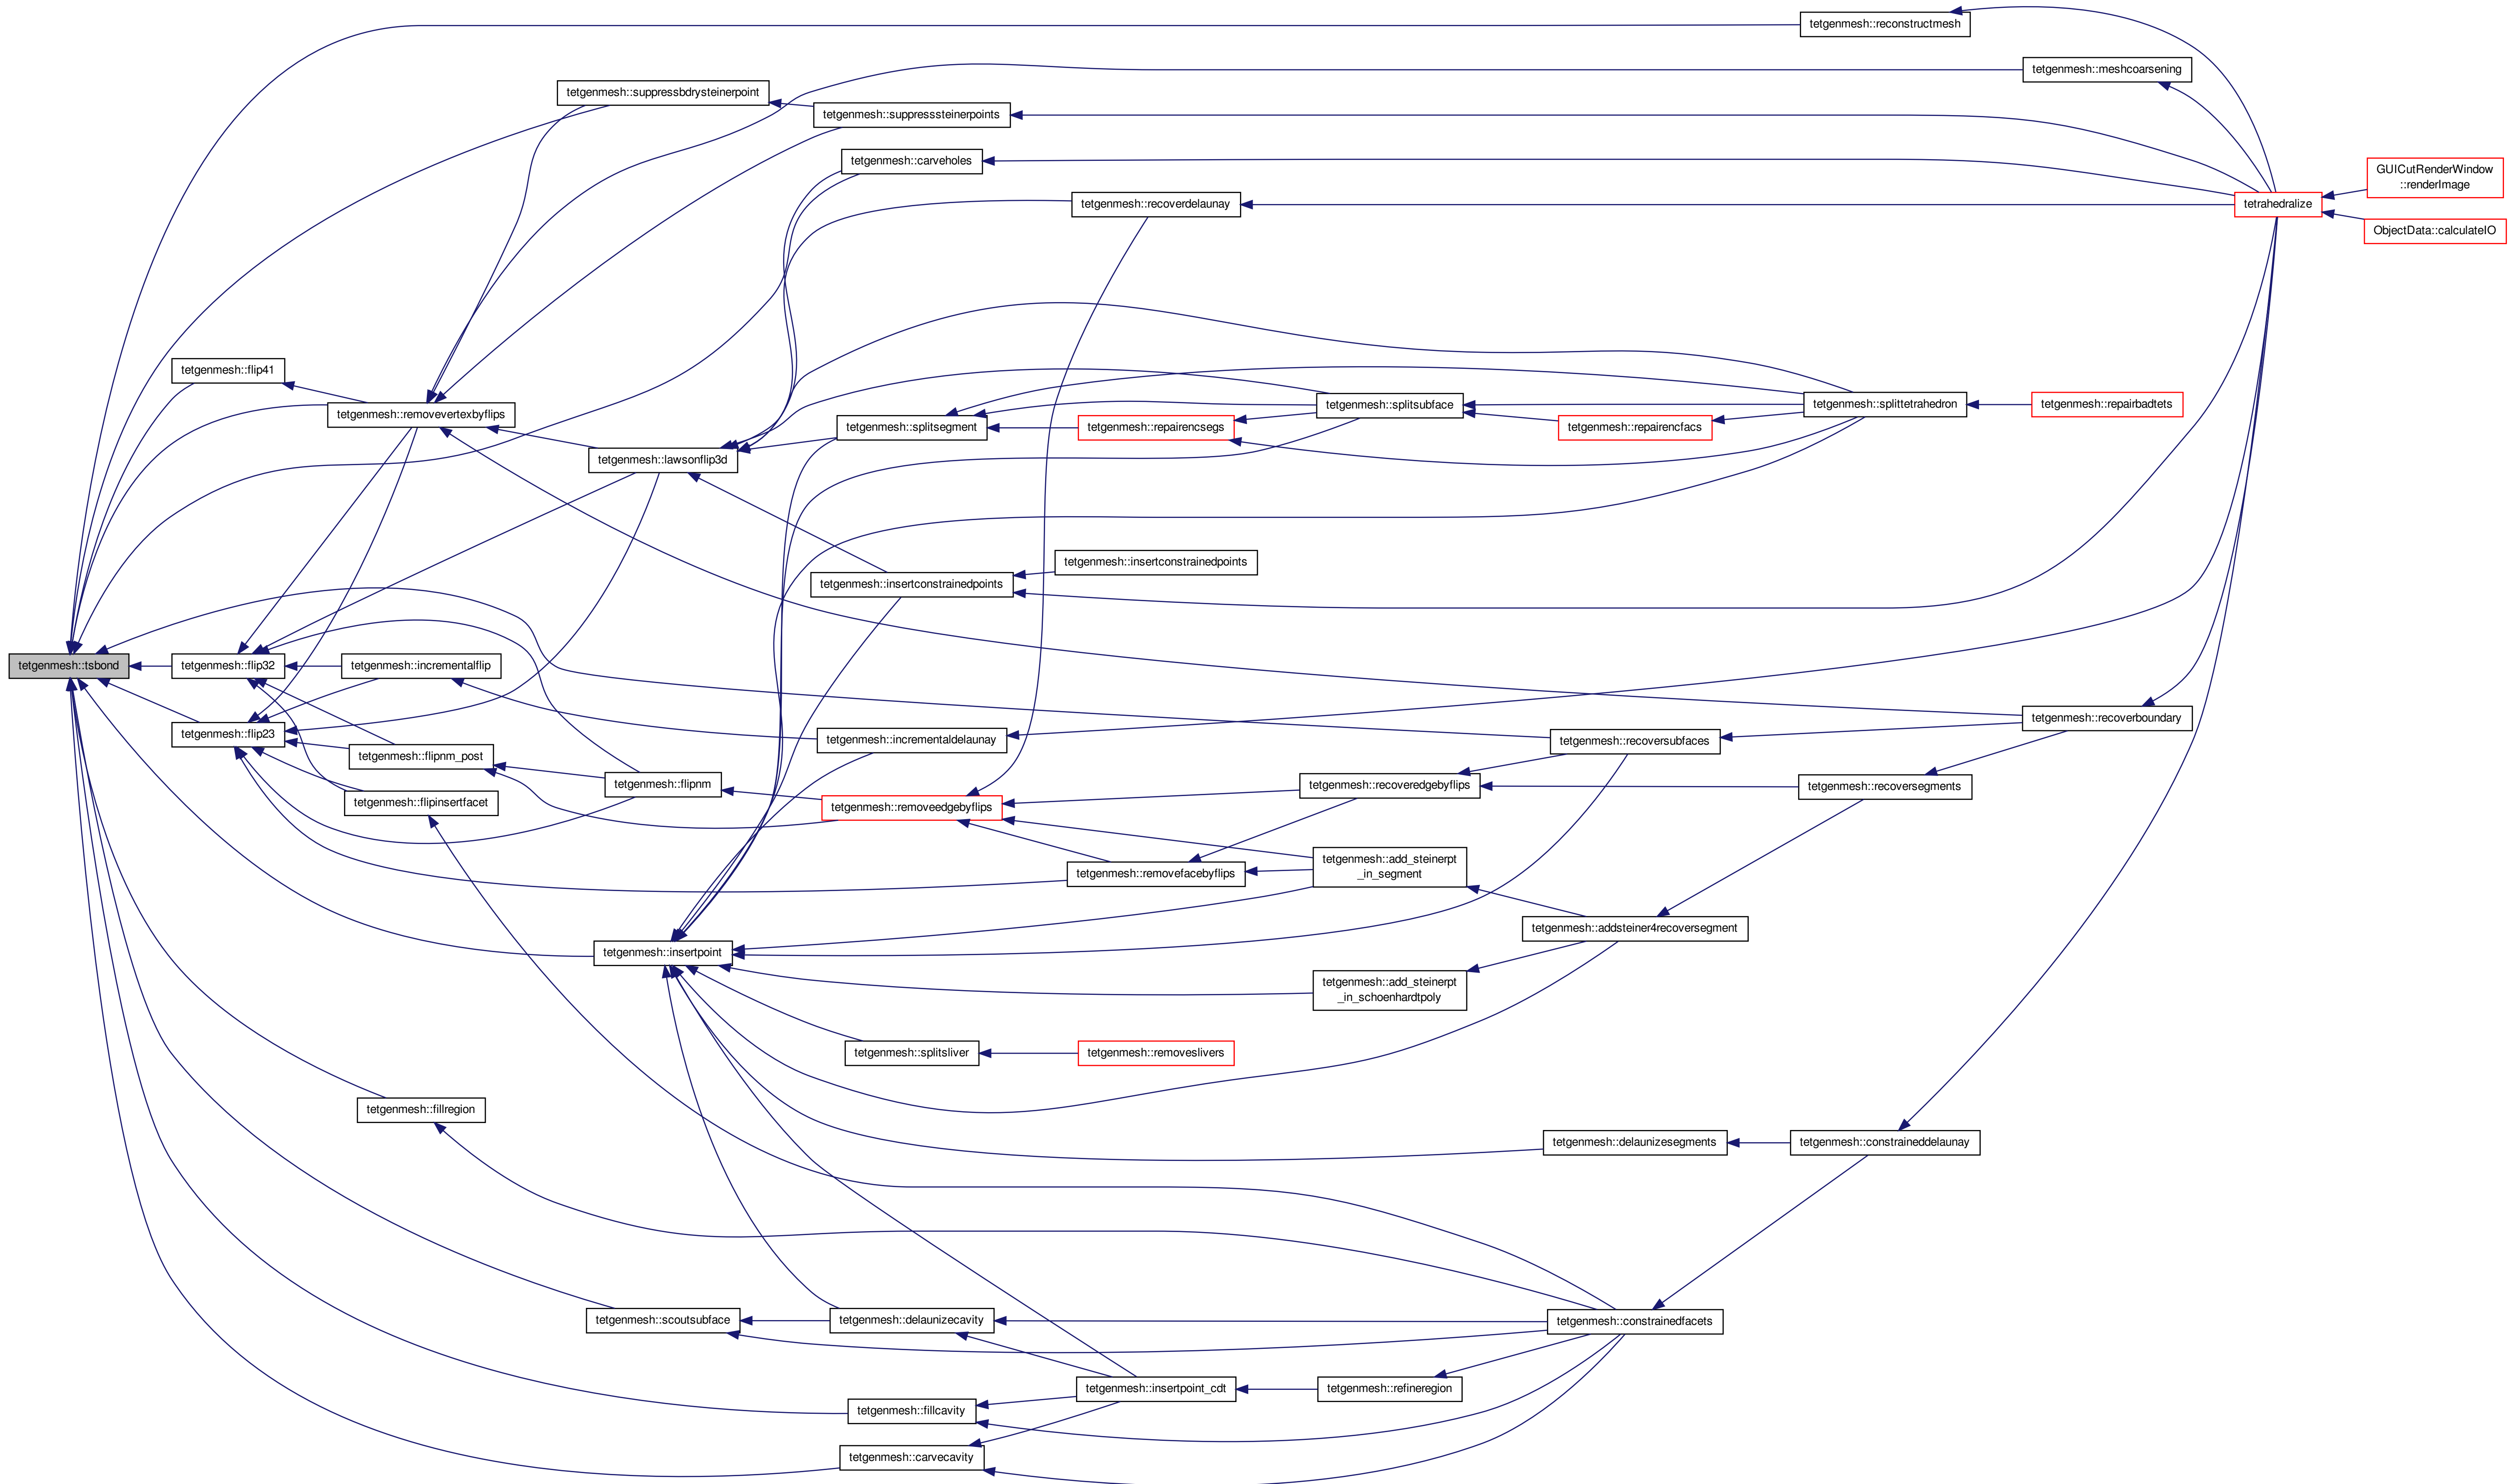 tetgenmesh::reconstructmesh
tetgenmesh::meshcoarsening
tetgenmesh::suppressbdrysteinerpoint
tetgenmesh::suppresssteinerpoints
tetgenmesh::carveholes
GUICutRenderWindow
::renderImage
tetgenmesh::recoverdelaunay
tetrahedralize
ObjectData::calculateIO
tetgenmesh::flip41
tetgenmesh::removevertexbyflips
tetgenmesh::splitsubface
tetgenmesh::splittetrahedron
tetgenmesh::repairbadtets
tetgenmesh::splitsegment
tetgenmesh::repairencsegs
tetgenmesh::repairencfacs
tetgenmesh::lawsonflip3d
tetgenmesh::insertconstrainedpoints
tetgenmesh::insertconstrainedpoints
tetgenmesh::tsbond
tetgenmesh::flip32
tetgenmesh::incrementalflip
tetgenmesh::recoverboundary
tetgenmesh::flip23
tetgenmesh::incrementaldelaunay
tetgenmesh::recoversubfaces
tetgenmesh::flipnm_post
tetgenmesh::flipnm
tetgenmesh::recoveredgebyflips
tetgenmesh::recoversegments
tetgenmesh::flipinsertfacet
tetgenmesh::removeedgebyflips
tetgenmesh::add_steinerpt
_in_segment
tetgenmesh::removefacebyflips
tetgenmesh::addsteiner4recoversegment
tetgenmesh::insertpoint
tetgenmesh::add_steinerpt
_in_schoenhardtpoly
tetgenmesh::splitsliver
tetgenmesh::removeslivers
tetgenmesh::fillregion
tetgenmesh::delaunizesegments
tetgenmesh::constraineddelaunay
tetgenmesh::scoutsubface
tetgenmesh::delaunizecavity
tetgenmesh::constrainedfacets
tetgenmesh::insertpoint_cdt
tetgenmesh::refineregion
tetgenmesh::fillcavity
tetgenmesh::carvecavity